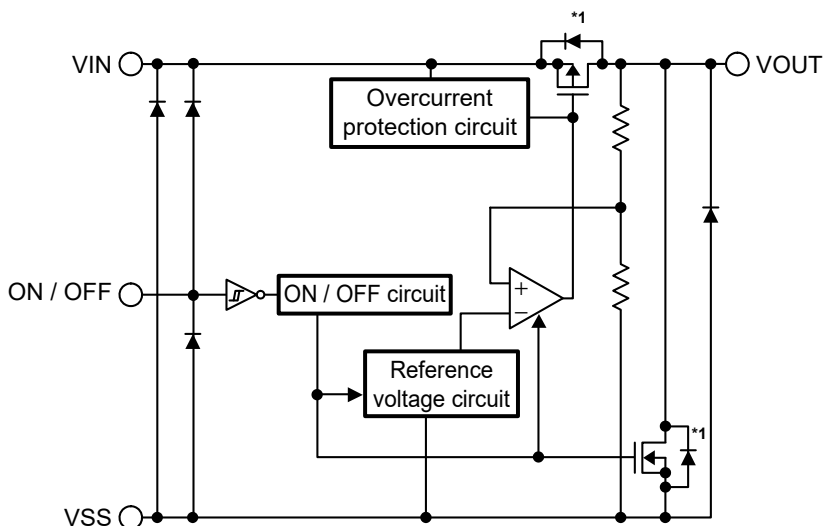 *1
VIN
VOUT
Overcurrent
protection circuit
ON / OFF
ON / OFF circuit
+
−
Reference
voltage circuit
*1
VSS